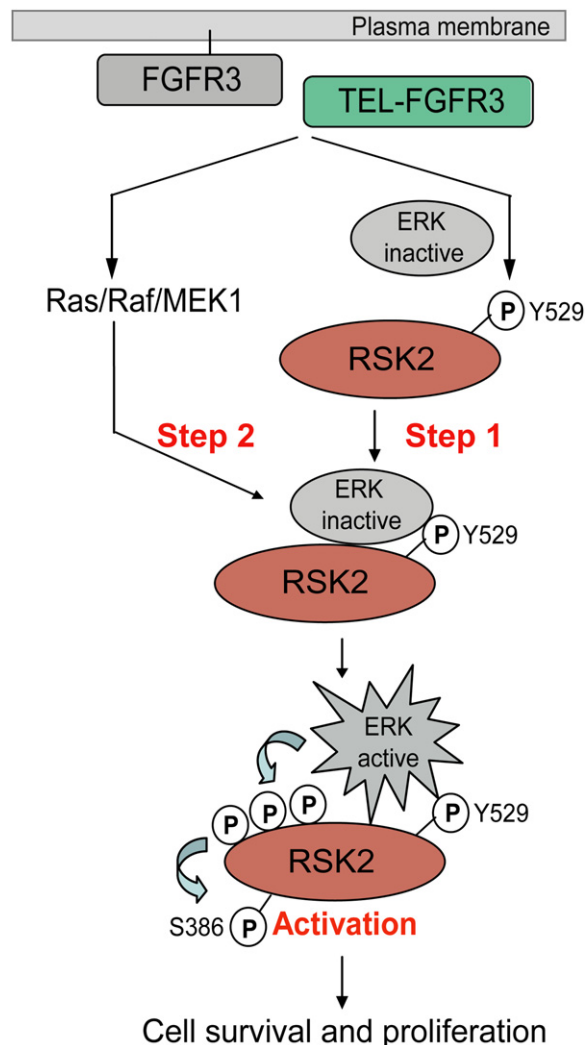 Plasma membrane
FGFR3
TEL-FGFR3
ERK
inactive
Ras/Raf/MEK1
P Y529
RSK2
Step 2
Step 1
ERK
inactive
P Y529
RSK2
ERK
active
P P P
P Y529
RSK2
S386 P Activation
Cell survival and proliferation